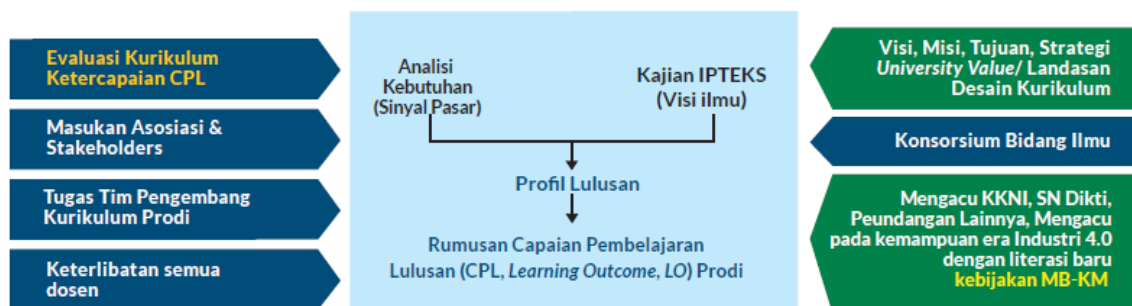 Evaluasi Kurikulum
Ketercapaian CPL
Masukan Asosiasi &
Stakeholders
Tugas Tim Pengembang
Kurikulum Prodi
Keterlibatan semua
dosen
Analisi
Kebutuhan
(Sinyal Pasar)
Kajian IPTEKS
(Visi ilmu)
Profil Lulusan
Rumusan Capaian Pembelajaran
Lulusan (CPL, Learning Outcome, LO) Prodi
Visi, Misi, Tujuan, Strategi
University Value/ Landasan
Desain Kurikulum
Konsorsium Bidang Ilmu
Mengacu KKNI, SN Dikti,
Peundangan Lainnya, Mengacu
pada kemampuan era Industri 4.0
dengan literasi baru
kebijakan MB-KM